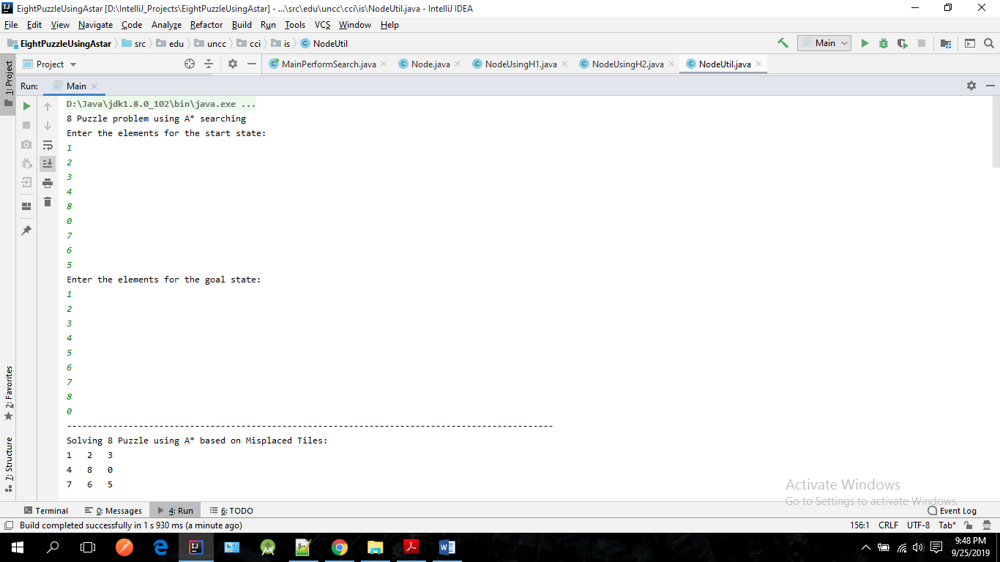 EightPuzzleUsingAstar [D:\IntelliJ_Projects\EightPuzzleUsingAstar] - ...\src\edu\uncc\cci\is\NodeUtil.java - IntelliJ IDEA
File Edit View Navigate Code Analyze Refactor Build Run Tools VCS Window Help
EightPuzzleUsingAstar src edu uncc cci is NodeUtil Main
1: Project Project MainPerformSearch.java Node.java NodeUsingH1.java NodeUsingH2.java NodeUtil.java
Run: Main
D:\Java\jdk1.8.0_102\bin\java.exe ...
8 Puzzle problem using A* searching
Enter the elements for the start state:
1
2
3
4
8
0
7
6
5
Enter the elements for the goal state:
1
2
3
4
5
6
7
8
0
-----------------------------------------------------------------------------------------------
Solving 8 Puzzle using A* based on Misplaced Tiles:
1 2 3
4 8 0
7 6 5
2: Favorites
7: Structure
Activate Windows
Go to Settings to activate Windows.
Terminal 0: Messages 4: Run 6: TODO Event Log
Build completed successfully in 1 s 930 ms (a minute ago) 156:1 CRLF UTF-8 Tab*
9:48 PM
9/25/2019